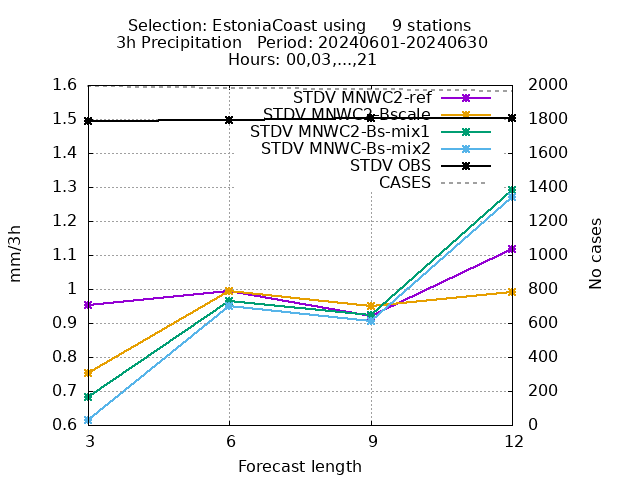 Selection: EstoniaCoast using     9 stations
3h Precipitation   Period: 20240601-20240630
Hours: 00,03,...,21
1.6
1.5
1.4
1.3
1.2
1.1
1
0.9
0.8
0.7
0.6
2000
1800
1600
1400
1200
1000
800
600
400
200
0
STDV MNWC2-ref
STDV MNWC2-Bscale
STDV MNWC2-Bs-mix1
STDV MNWC-Bs-mix2
STDV OBS
CASES
mm/3h
No cases
3 6 9 12
Forecast length